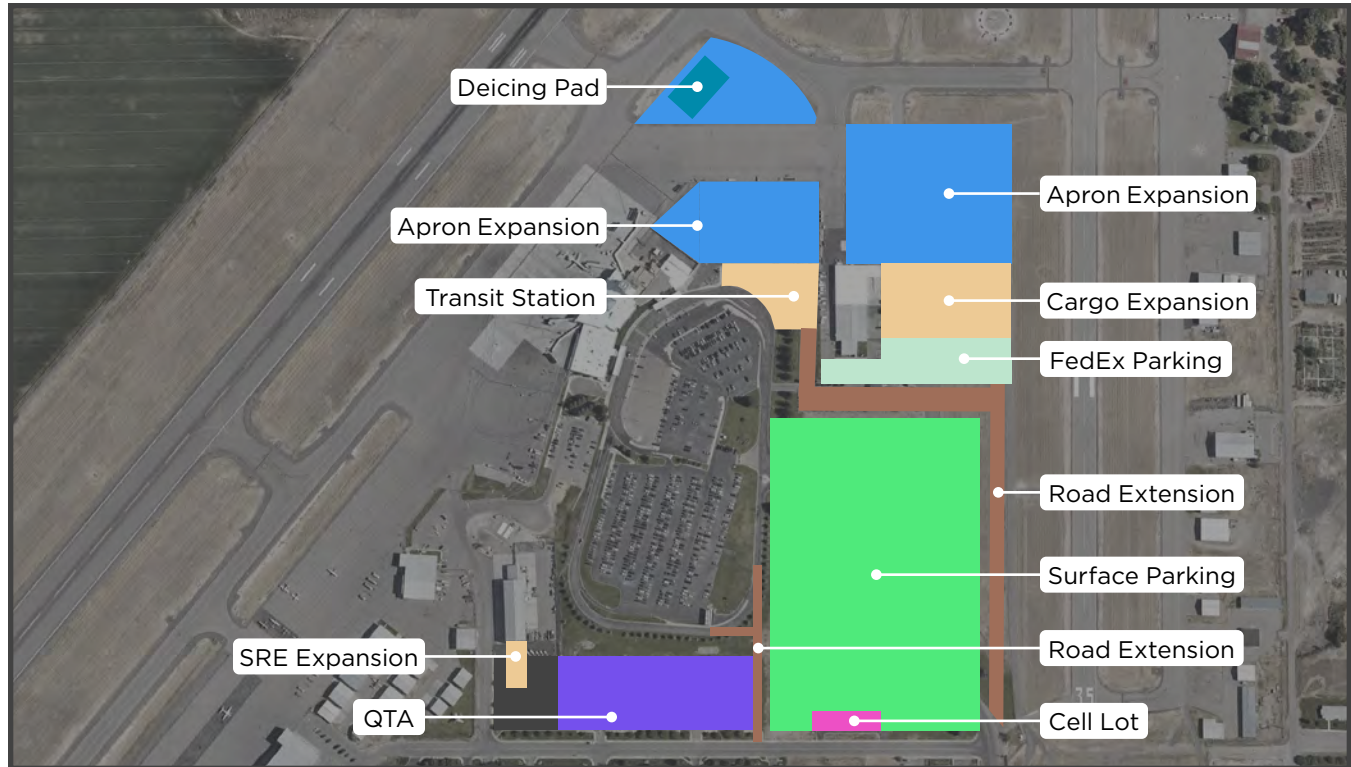 Deicing Pad
Apron Expansion
Apron Expansion
Transit Station
Cargo Expansion
FedEx Parking
Road Extension
Surface Parking
SRE Expansion
Road Extension
35
QTA
Cell Lot